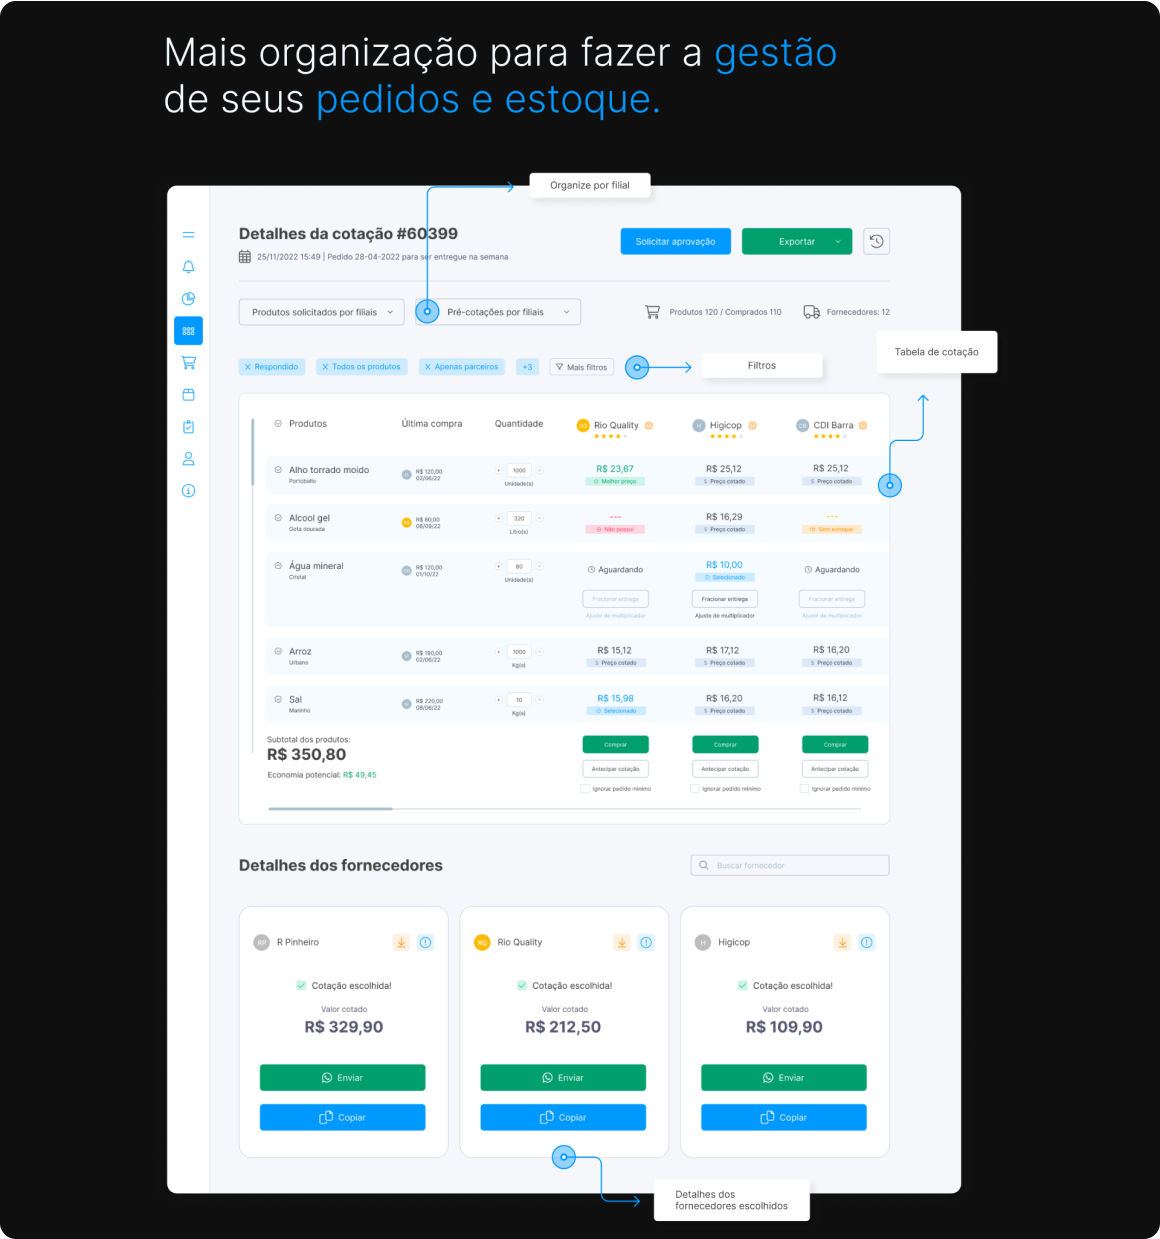 Mais organização para fazer a gestão
de seus pedidos e estoque.
Organize por filial
Detalhes da cotação #60399
25/11/2022 15:49 | Pedido 28-04-2022 para ser entregue na semana
Solicitar aprovação
Exportar
Produtos solicitados por filiais
Pré-cotações por filiais
Produtos 120 / Comprados 110
Fornecedores: 12
Tabela de cotação
X Respondido
X Todos os produtos
X Apenas parceiros
+3
Mais filtros
Filtros
Produtos
Última compra
Quantidade
RQ Rio Quality
H Higicop
CB CDI Barra
Alho torrado moido
Portobello
R$ 120,00
02/06/22
1000
Unidade(s)
R$ 23,67
Melhor preço
R$ 25,12
$ Preço cotado
R$ 25,12
$ Preço cotado
Alcool gel
Gota dourada
R$ 60,00
06/09/22
320
Litro(s)
---
Não possui
R$ 16,29
$ Preço cotado
---
Sem estoque
Água mineral
Cristal
R$ 120,00
01/10/22
80
Unidade(s)
Aguardando
Fracionar entrega
Ajuste de multiplicador
R$ 10,00
Selecionado
Fracionar entrega
Ajuste de multiplicador
Aguardando
Fracionar entrega
Ajuste de multiplicador
Arroz
Urbano
R$ 190,00
02/06/22
1000
Kg(s)
R$ 15,12
$ Preço cotado
R$ 17,12
$ Preço cotado
R$ 16,20
$ Preço cotado
Sal
Marinho
R$ 220,00
08/06/22
10
Kg(s)
R$ 15,98
Selecionado
R$ 16,20
$ Preço cotado
R$ 16,12
$ Preço cotado
Subtotal dos produtos:
R$ 350,80
Economia potencial: R$ 49,45
Comprar
Antecipar cotação
Ignorar pedido mínimo
Comprar
Antecipar cotação
Ignorar pedido mínimo
Comprar
Antecipar cotação
Ignorar pedido mínimo
Detalhes dos fornecedores
Buscar fornecedor
RP R Pinheiro
Cotação escolhida!
Valor cotado
R$ 329,90
Enviar
Copiar
RQ Rio Quality
Cotação escolhida!
Valor cotado
R$ 212,50
Enviar
Copiar
H Higicop
Cotação escolhida!
Valor cotado
R$ 109,90
Enviar
Copiar
Detalhes dos
fornecedores escolhidos